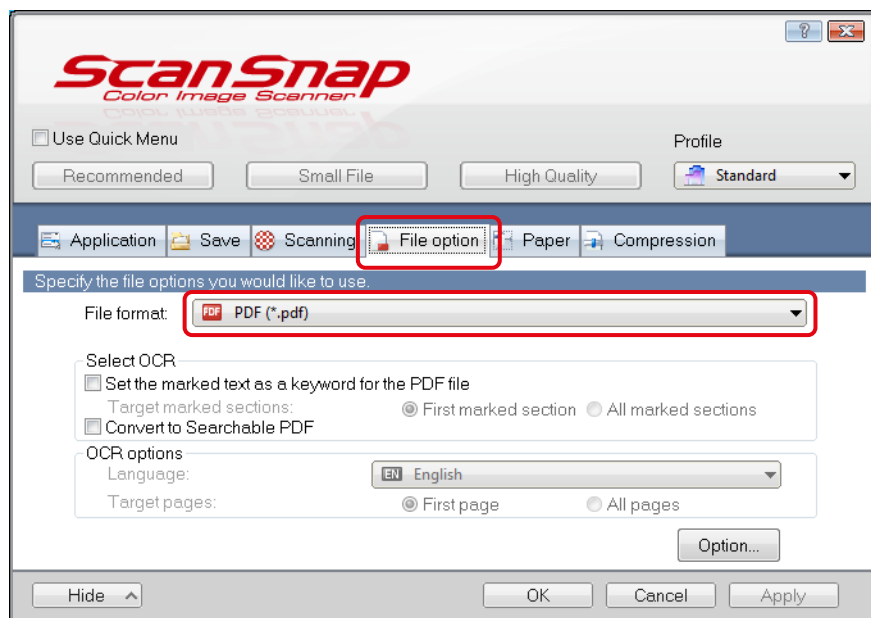 ScanSnap
Color Image Scanner
Use Quick Menu
Profile
Recommended Small File High Quality Standard
Application Save Scanning File option Paper Compression
Specify the file options you would like to use.
File format: PDF PDF (*.pdf)
Select OCR
Set the marked text as a keyword for the PDF file
Target marked sections: First marked section All marked sections
Convert to Searchable PDF
OCR options
Language: EN English
Target pages: First page All pages
Option...
Hide OK Cancel Apply